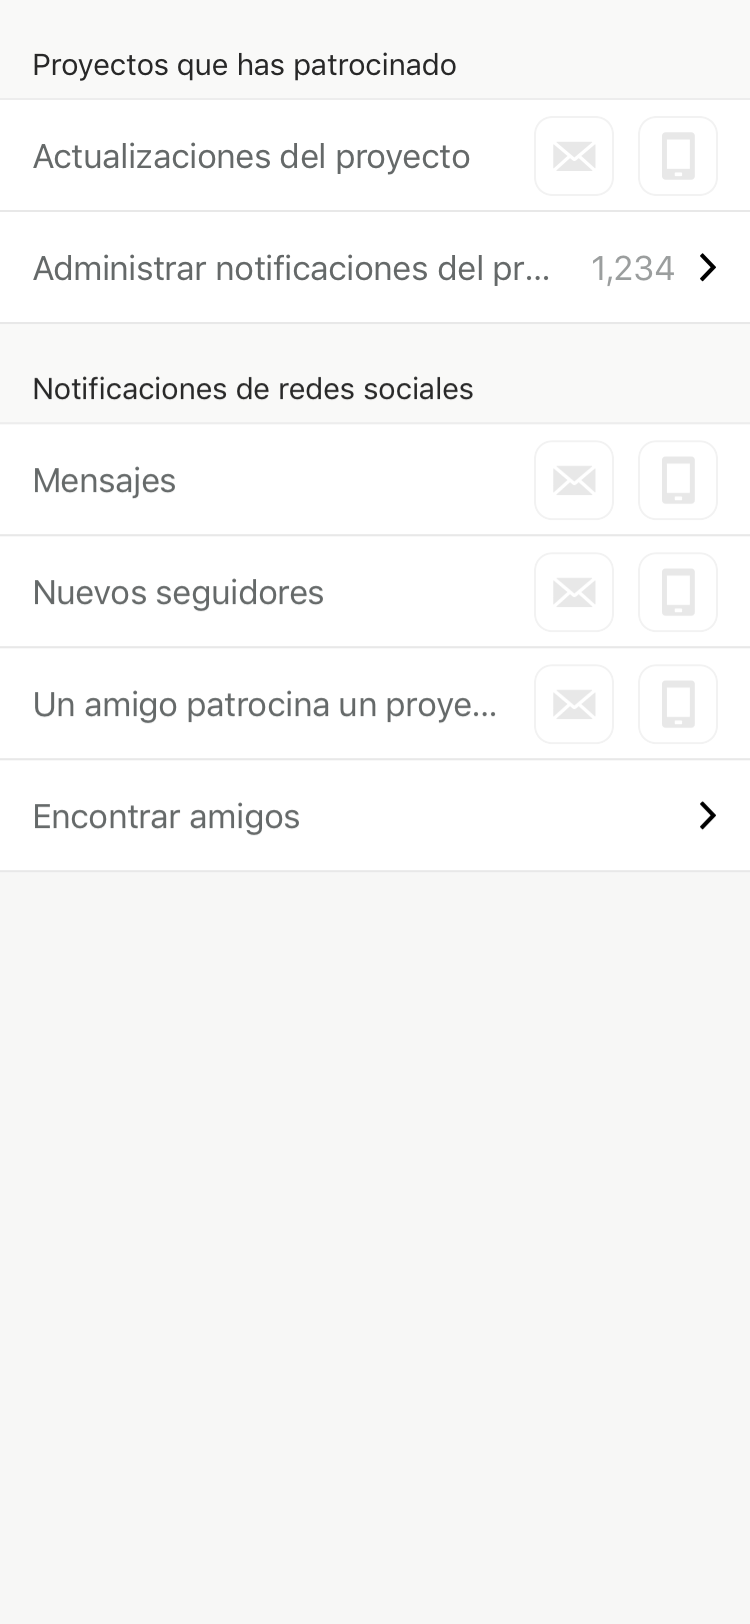 Proyectos que has patrocinado
Actualizaciones del proyecto
Administrar notificaciones del pr... 1,234
Notificaciones de redes sociales
Mensajes
Nuevos seguidores
Un amigo patrocina un proye...
Encontrar amigos